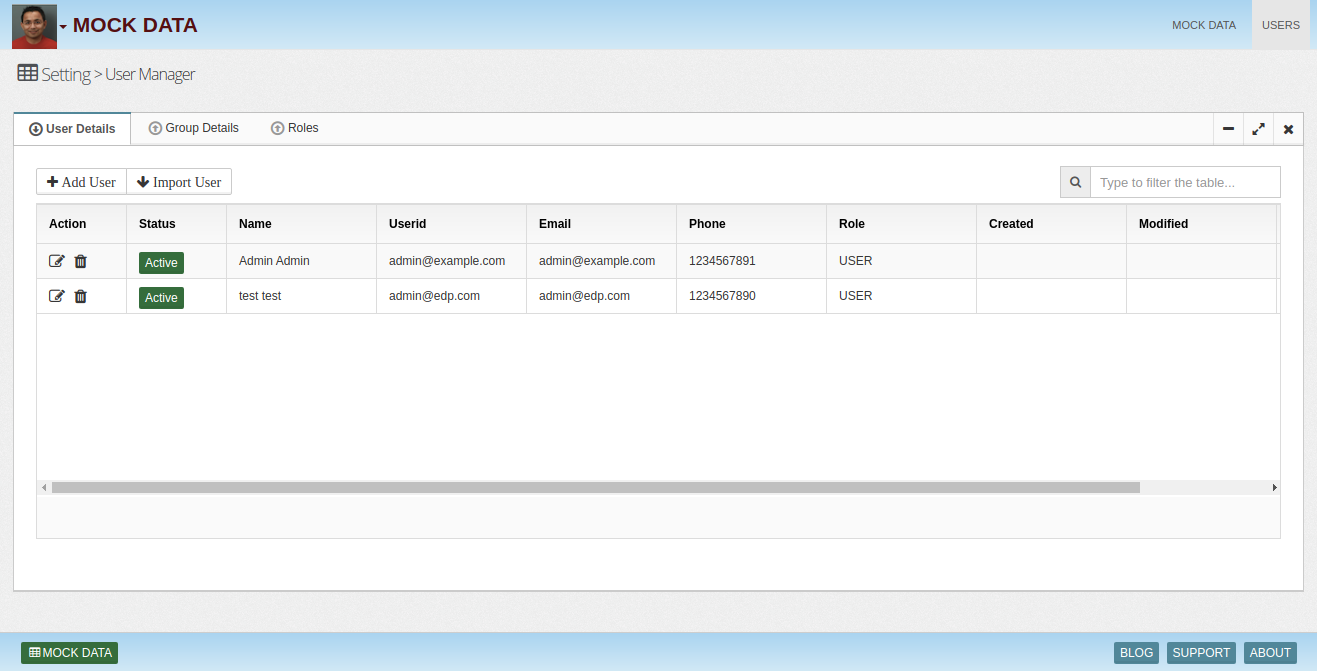 MOCK DATA
MOCK DATA USERS
Setting > User Manager
User Details Group Details Roles
Add User Import User Type to filter the table...
Action Status Name Userid Email Phone Role Created Modified
Active Admin Admin admin@example.com admin@example.com 1234567891 USER
Active test test admin@edp.com admin@edp.com 1234567890 USER
MOCK DATA BLOG SUPPORT ABOUT